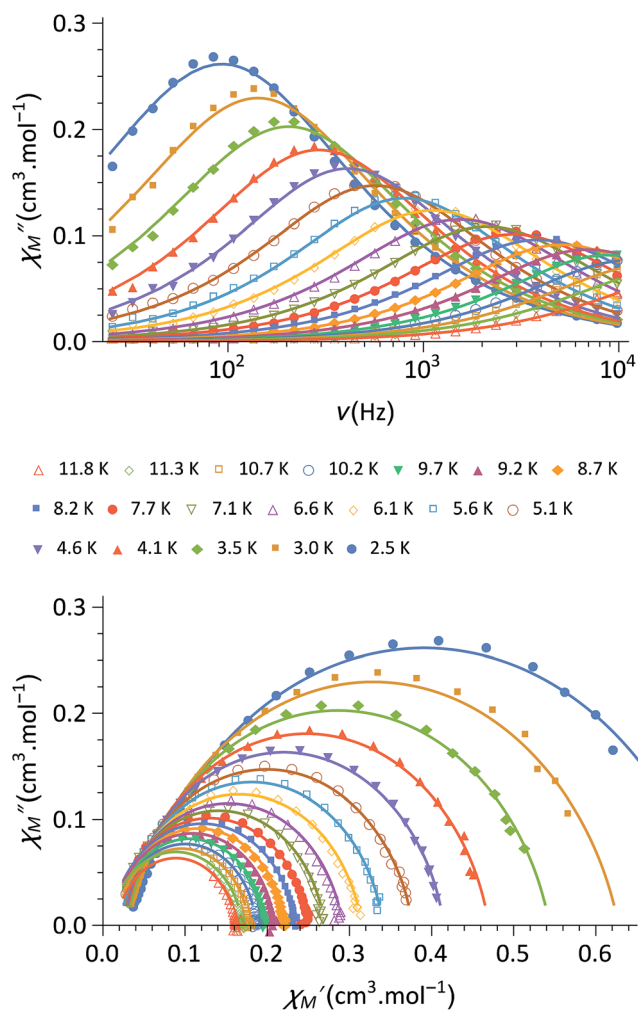 0.3
0.2
0.1
0.0
χM″(cm³.mol⁻¹)
10² 10³ 10⁴
ν(Hz)
11.8 K 11.3 K 10.7 K 10.2 K 9.7 K 9.2 K 8.7 K
8.2 K 7.7 K 7.1 K 6.6 K 6.1 K 5.6 K 5.1 K
4.6 K 4.1 K 3.5 K 3.0 K 2.5 K
0.3
0.2
0.1
0.0
χM″(cm³.mol⁻¹)
0.0 0.1 0.2 0.3 0.4 0.5 0.6
χM′(cm³.mol⁻¹)